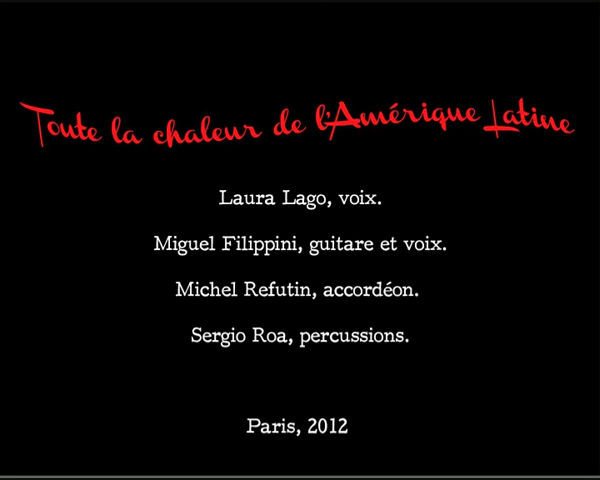 Toute la chaleur de l'Amérique Latine
Laura Lago, voix.
Miguel Filippini, guitare et voix.
Michel Refutin, accordéon.
Sergio Roa, percussions.
Paris, 2012